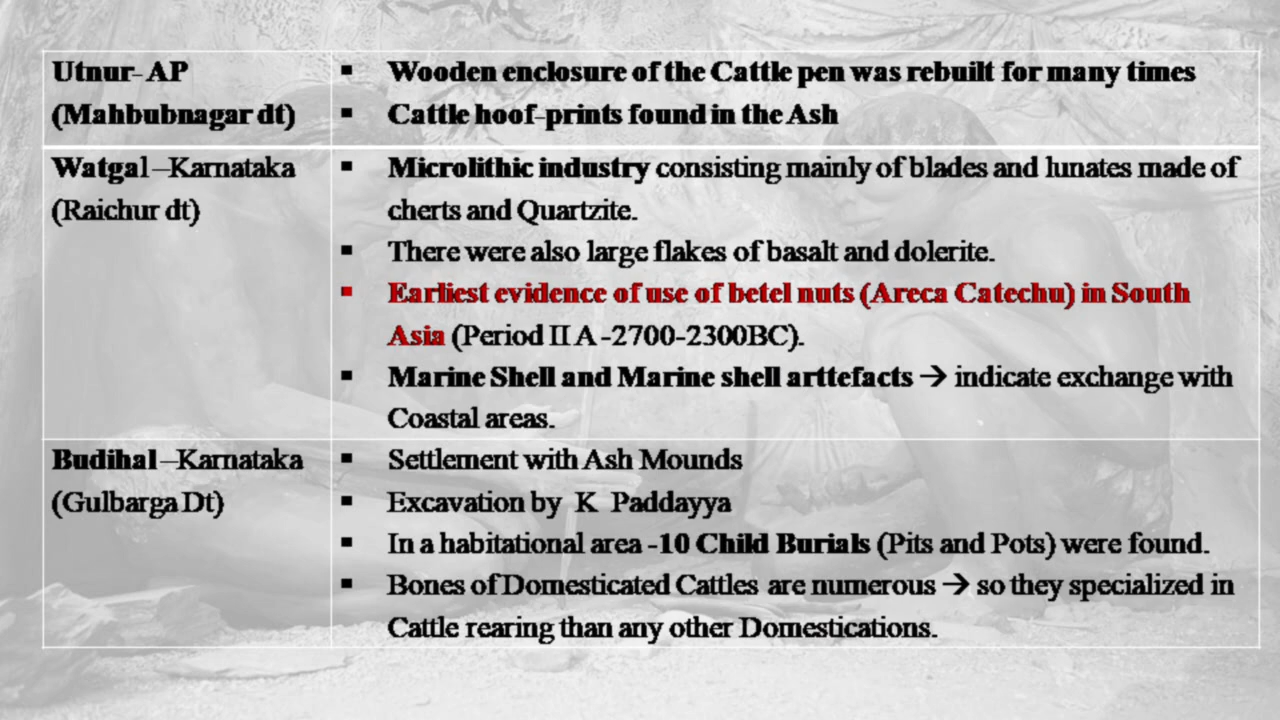 Utnur- AP
(Mahbubnagar dt)
▪ Wooden enclosure of the Cattle pen was rebuilt for many times
▪ Cattle hoof-prints found in the Ash
Watgal –Karnataka
(Raichur dt)
▪ Microlithic industry consisting mainly of blades and lunates made of
cherts and Quartzite.
▪ There were also large flakes of basalt and dolerite.
▪ Earliest evidence of use of betel nuts (Areca Catechu) in South
Asia (Period II A -2700-2300BC).
▪ Marine Shell and Marine shell arttefacts → indicate exchange with
Coastal areas.
Budihal –Karnataka
(Gulbarga Dt)
▪ Settlement with Ash Mounds
▪ Excavation by K Paddayya
▪ In a habitational area -10 Child Burials (Pits and Pots) were found.
▪ Bones of Domesticated Cattles are numerous → so they specialized in
Cattle rearing than any other Domestications.